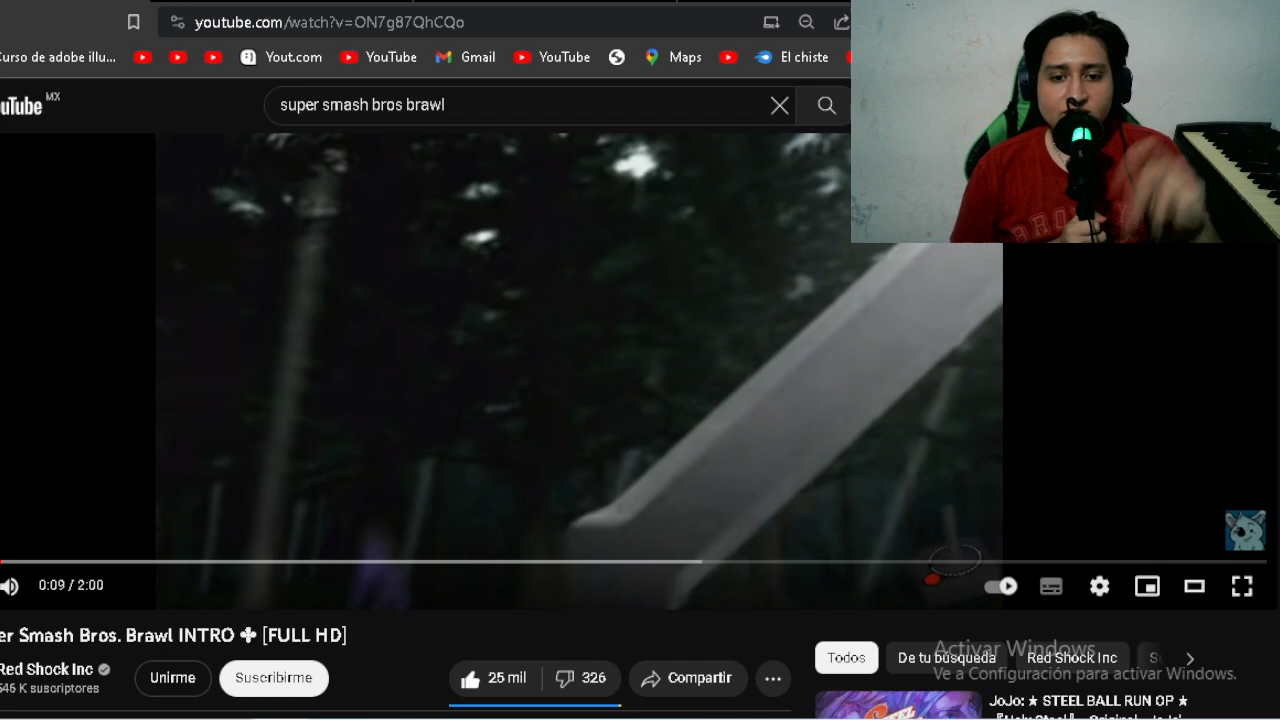 youtube.com/watch?v=ON7g87QhCQo
Curso de adobe illu... Yout.com YouTube Gmail YouTube Maps El chiste
uTube MX
super smash bros brawl
0:09 / 2:00
er Smash Bros. Brawl INTRO ✤ [FULL HD]
Red Shock Inc
546 K suscriptores
Unirme Suscribirme 25 mil 326 Compartir
Todos De tu búsqueda Red Shock Inc
Activar Windows
Ve a Configuración para activar Windows.
JoJo: ★ STEEL BALL RUN OP ★